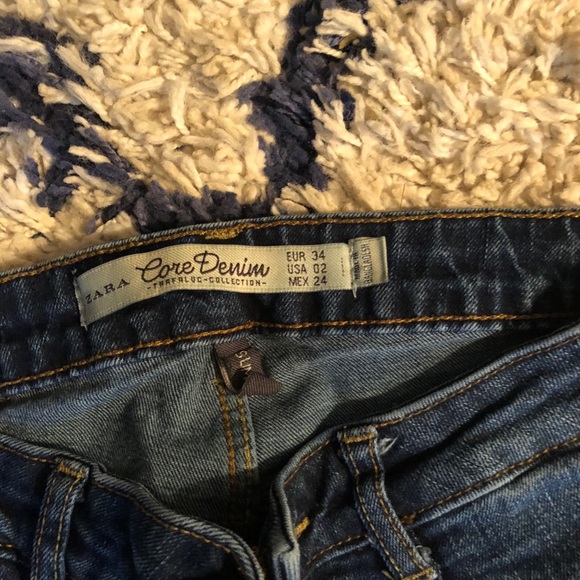 ZARA
Core Denim
-TRAFALUC-COLLECTION-
EUR 34
USA 02
MEX 24